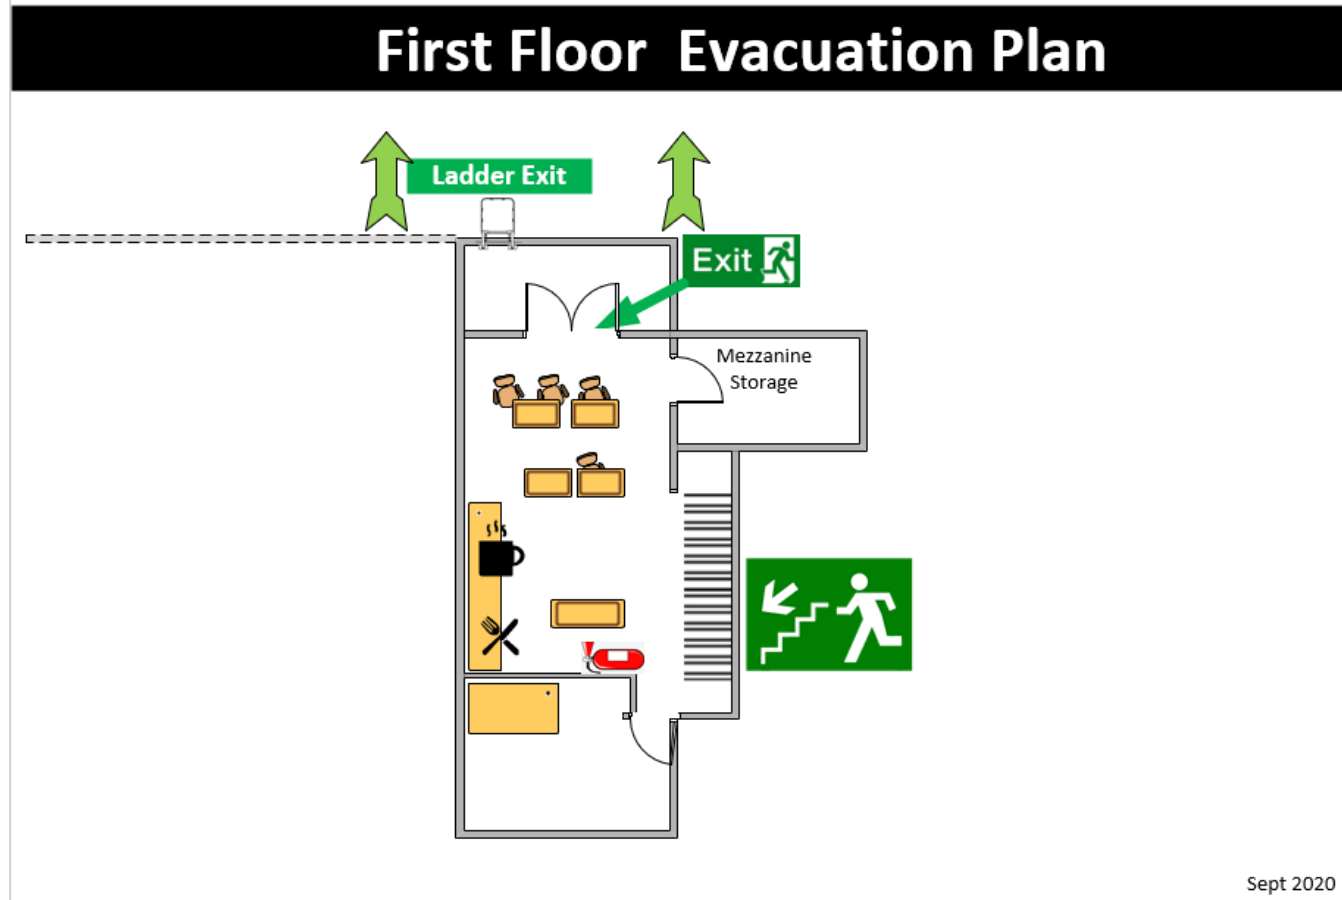 First Floor  Evacuation Plan
Ladder Exit
Exit
Mezzanine
Storage
Sept 2020